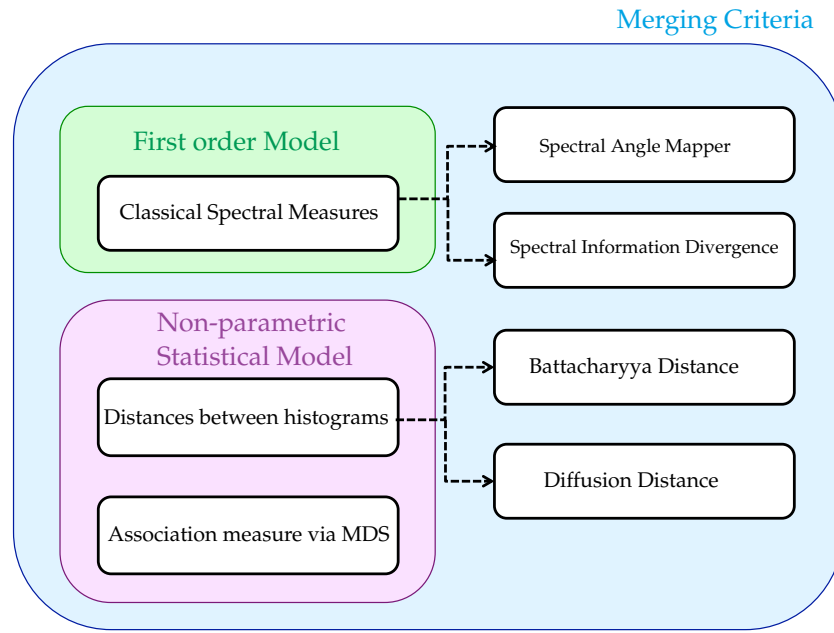 Merging Criteria
First order Model
Classical Spectral Measures
Spectral Angle Mapper
Spectral Information Divergence
Non-parametric
Statistical Model
Distances between histograms
Association measure via MDS
Battacharyya Distance
Diffusion Distance